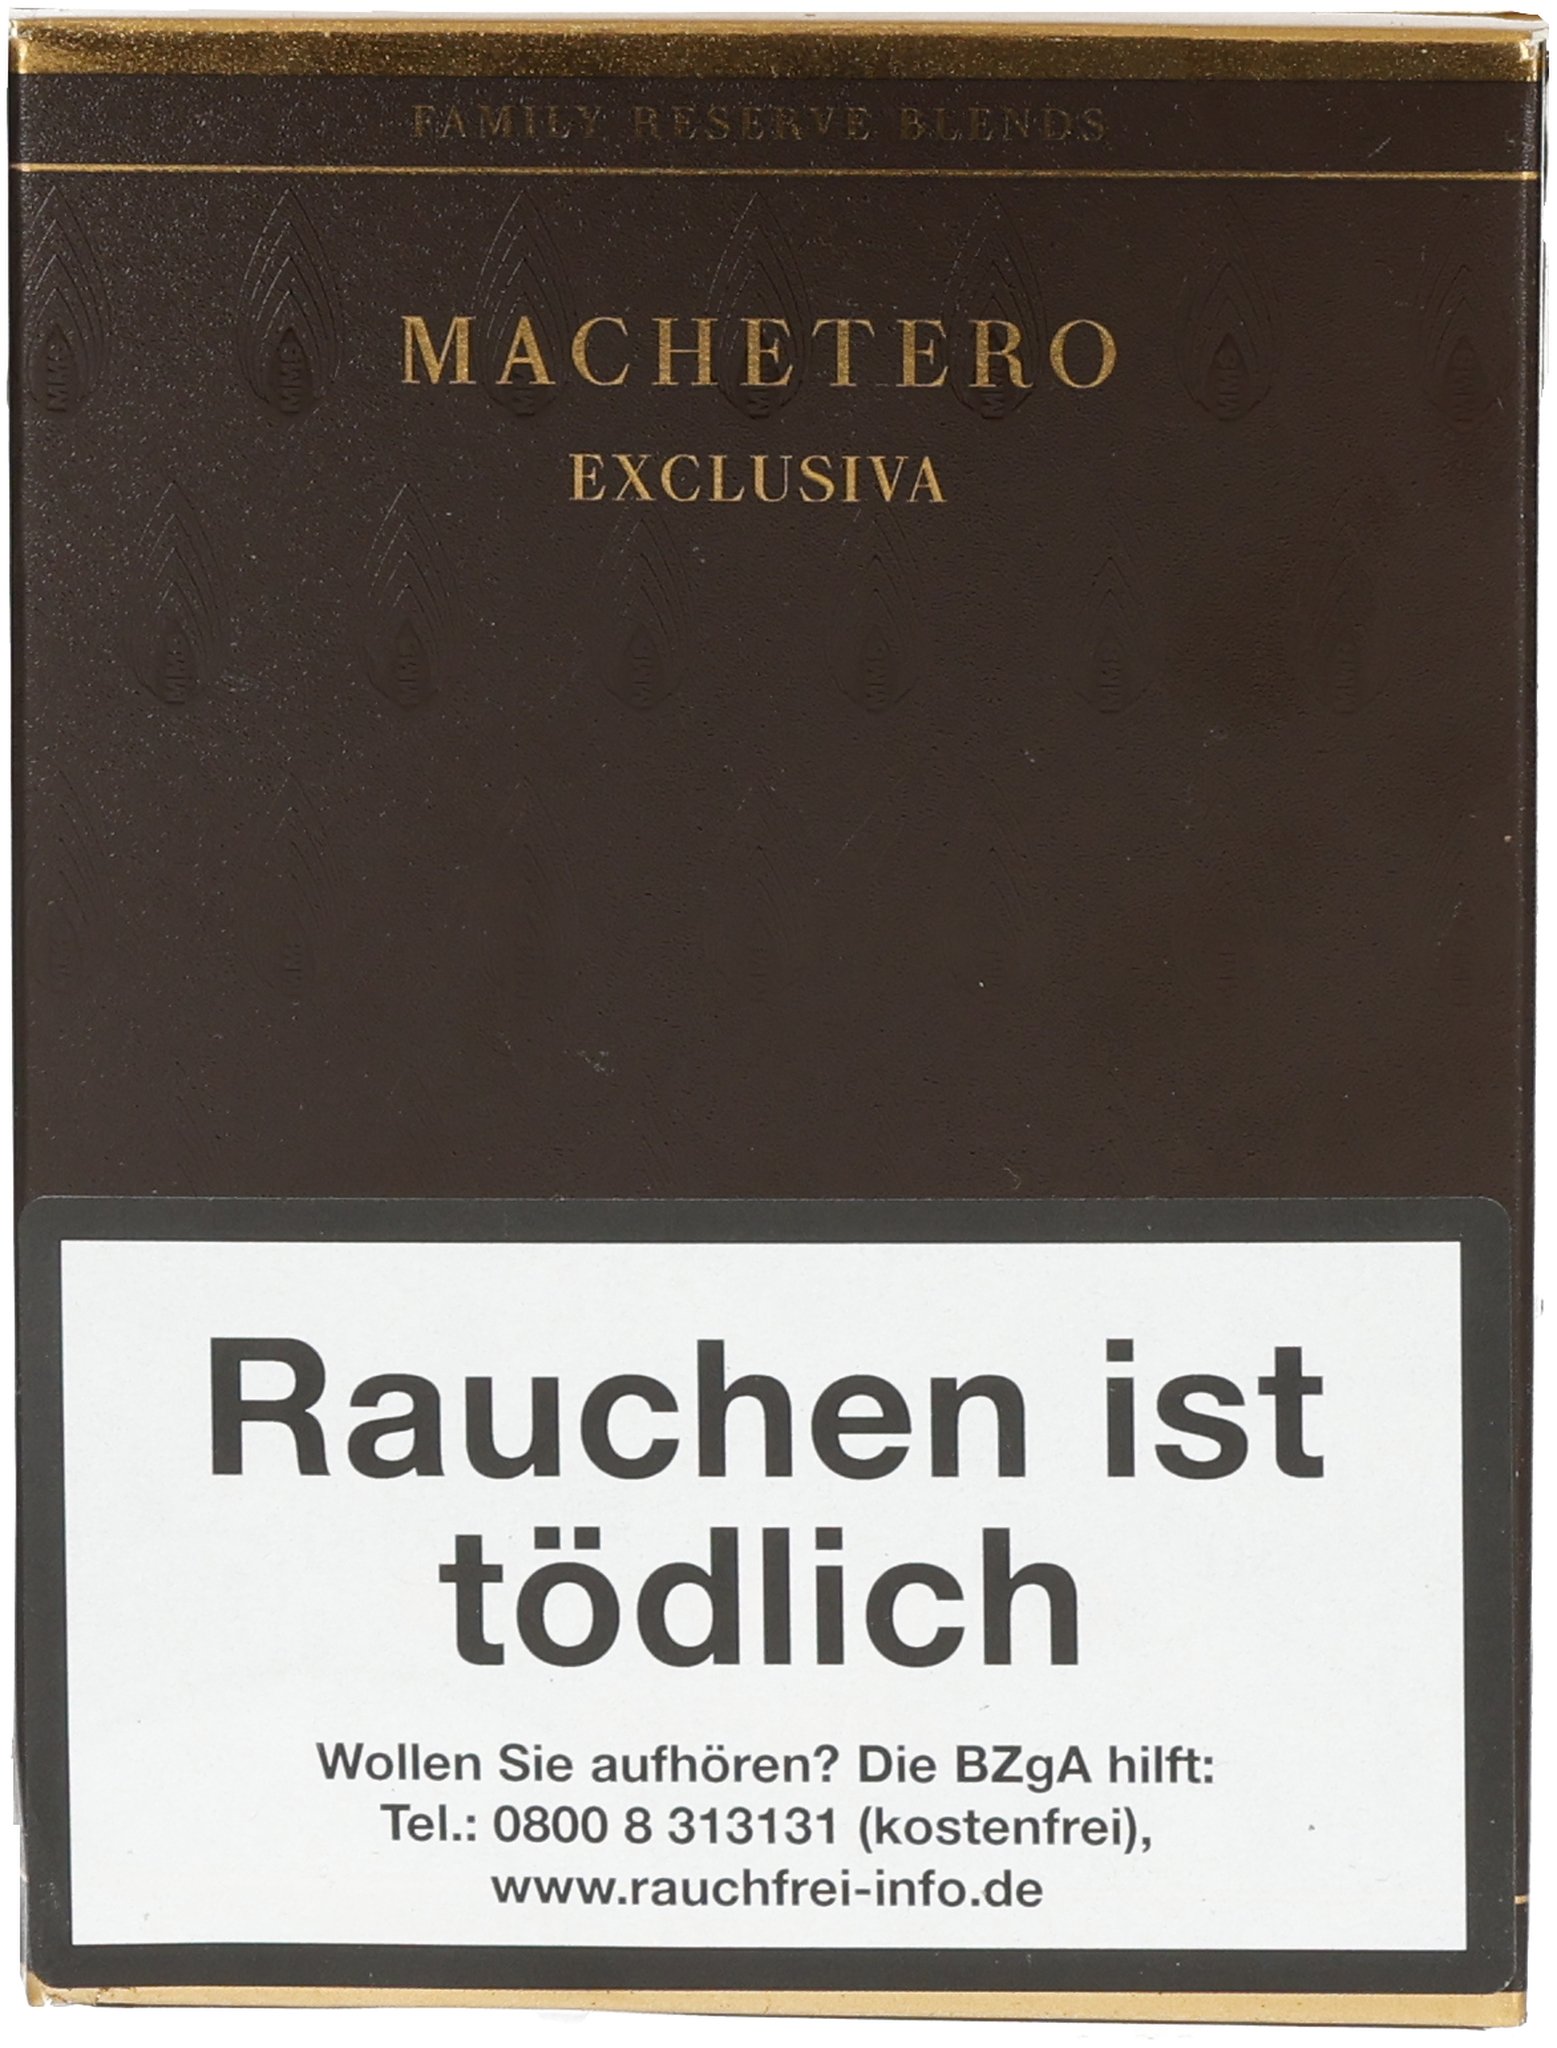 FAMILY RESERVE BLENDS
MACHETERO
EXCLUSIVA
Rauchen ist
tödlich
Wollen Sie aufhören? Die BZgA hilft:
Tel.: 0800 8 313131 (kostenfrei),
www.rauchfrei-info.de